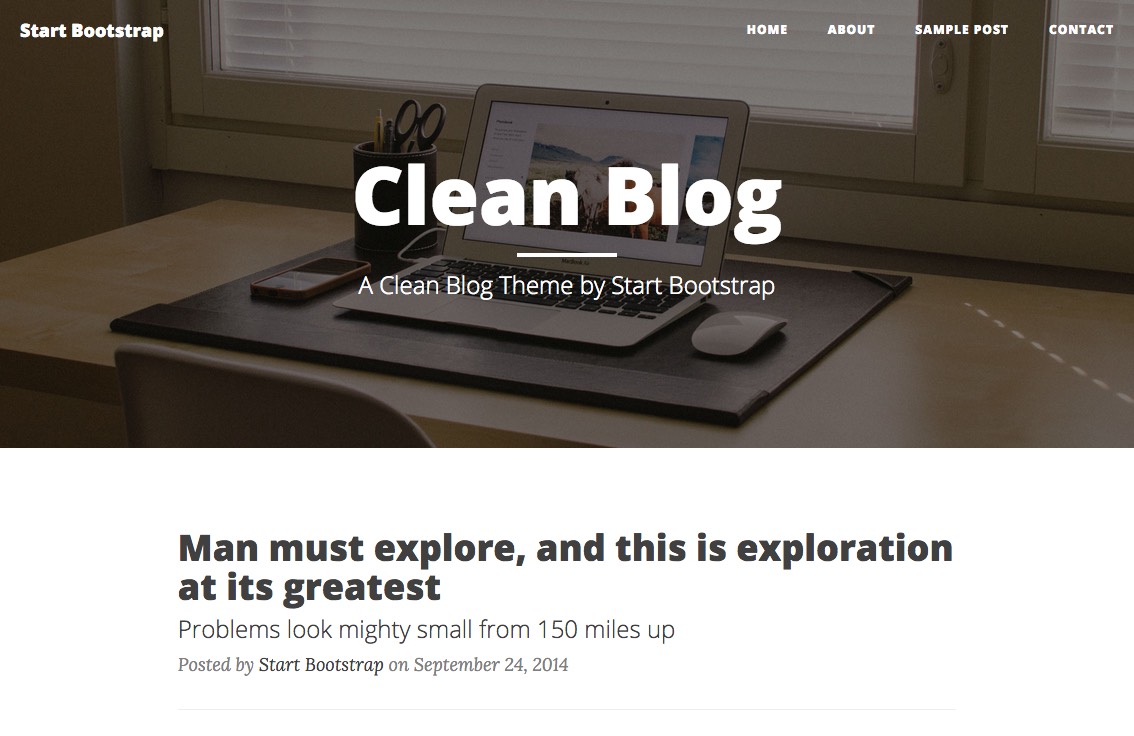 Start Bootstrap
HOME ABOUT SAMPLE POST CONTACT
Clean Blog
A Clean Blog Theme by Start Bootstrap
Man must explore, and this is exploration
at its greatest
Problems look mighty small from 150 miles up
Posted by Start Bootstrap on September 24, 2014